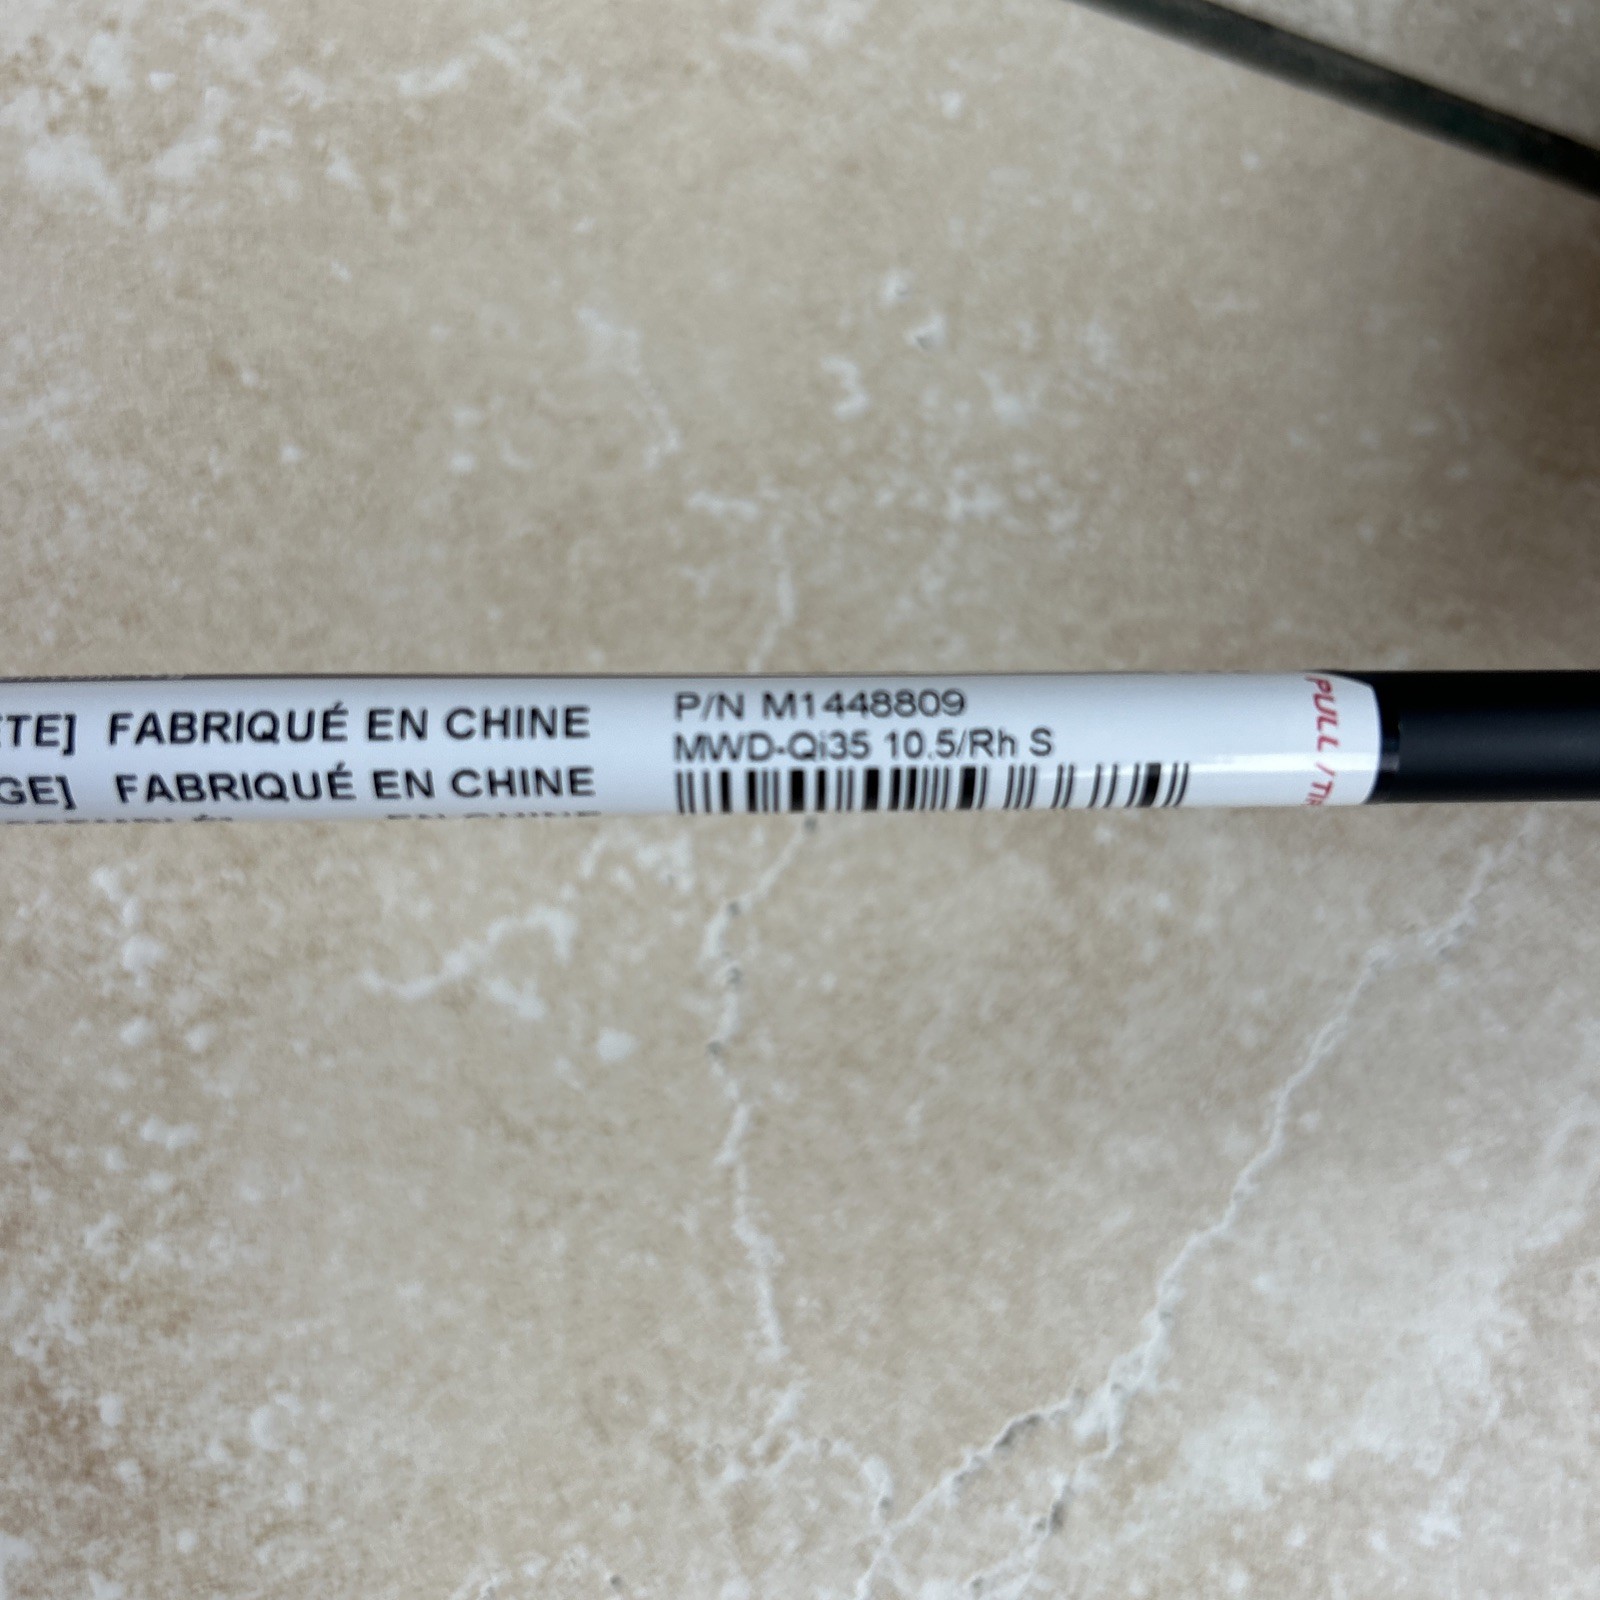 FABRIQUÉ EN CHINE
FABRIQUÉ EN CHINE
P/N M1448809
MWD-Qi35 10.5/Rh S
PULL /